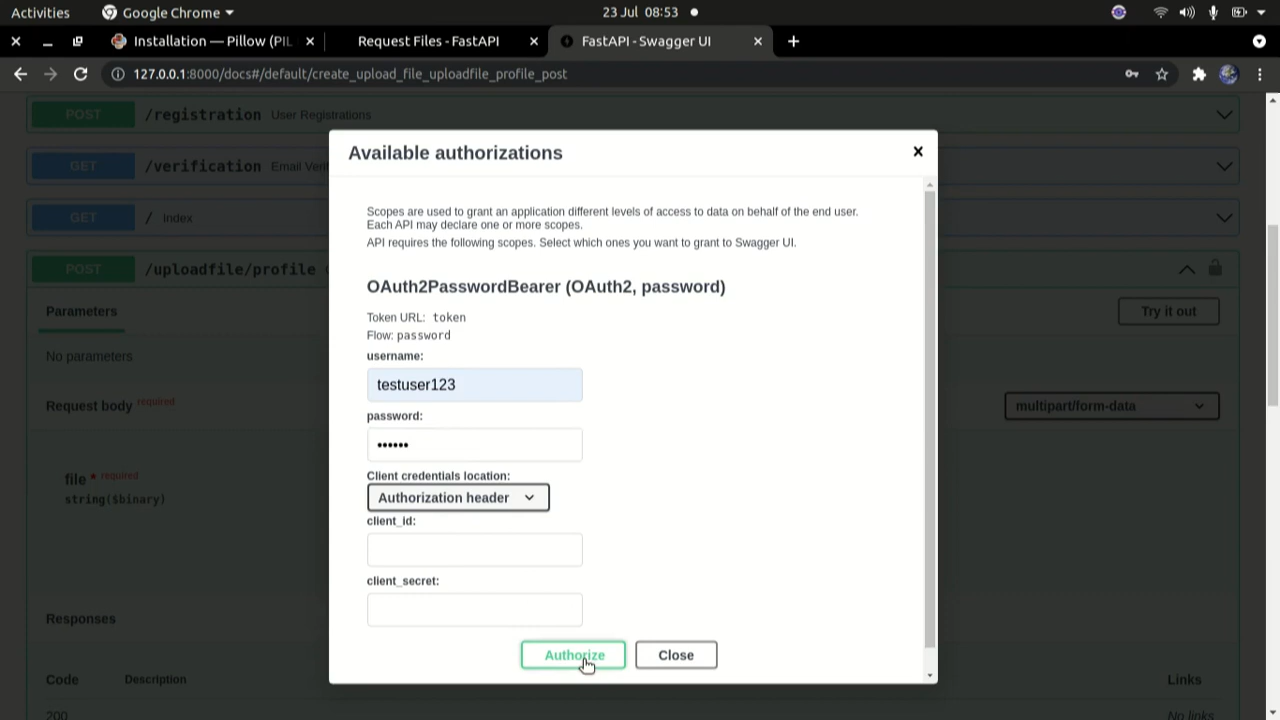 Activities
Google Chrome
23 Jul 08:53
Installation — Pillow (PIL
Request Files - FastAPI
FastAPI - Swagger UI
127.0.0.1:8000/docs#/default/create_upload_file_uploadfile_profile_post
POST /registration User Registrations
GET /verification Email Veri
GET / Index
POST /uploadfile/profile
Parameters
Try it out
No parameters
Request body required
multipart/form-data
file * required
string($binary)
Responses
Code Description Links
200 No links
Available authorizations
Scopes are used to grant an application different levels of access to data on behalf of the end user.
Each API may declare one or more scopes.
API requires the following scopes. Select which ones you want to grant to Swagger UI.
OAuth2PasswordBearer (OAuth2, password)
Token URL: token
Flow: password
username:
testuser123
password:
••••••
Client credentials location:
Authorization header
client_id:
client_secret:
Authorize
Close